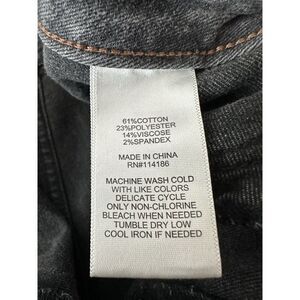 61%COTTON
23%POLYESTER
14%VISCOSE
2%SPANDEX
MADE IN CHINA
RN#114186
MACHINE WASH COLD
WITH LIKE COLORS
DELICATE CYCLE
ONLY NON-CHLORINE
BLEACH WHEN NEEDED
TUMBLE DRY LOW
COOL IRON IF NEEDED